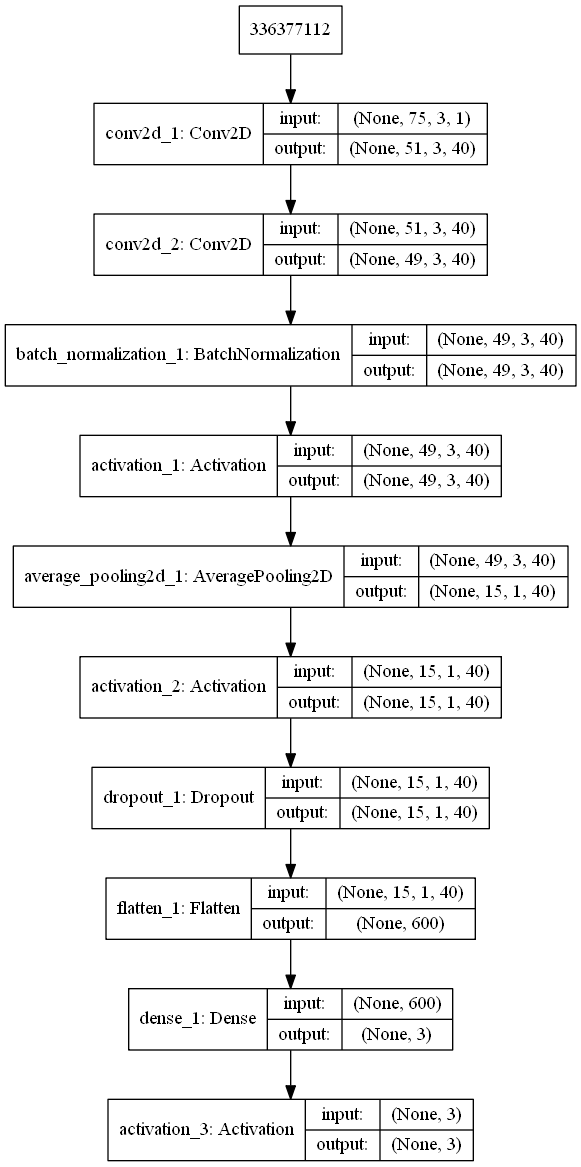 336377112
conv2d_1: Conv2D
input: (None, 75, 3, 1)
output: (None, 51, 3, 40)
conv2d_2: Conv2D
input: (None, 51, 3, 40)
output: (None, 49, 3, 40)
batch_normalization_1: BatchNormalization
input: (None, 49, 3, 40)
output: (None, 49, 3, 40)
activation_1: Activation
input: (None, 49, 3, 40)
output: (None, 49, 3, 40)
average_pooling2d_1: AveragePooling2D
input: (None, 49, 3, 40)
output: (None, 15, 1, 40)
activation_2: Activation
input: (None, 15, 1, 40)
output: (None, 15, 1, 40)
dropout_1: Dropout
input: (None, 15, 1, 40)
output: (None, 15, 1, 40)
flatten_1: Flatten
input: (None, 15, 1, 40)
output: (None, 600)
dense_1: Dense
input: (None, 600)
output: (None, 3)
activation_3: Activation
input: (None, 3)
output: (None, 3)